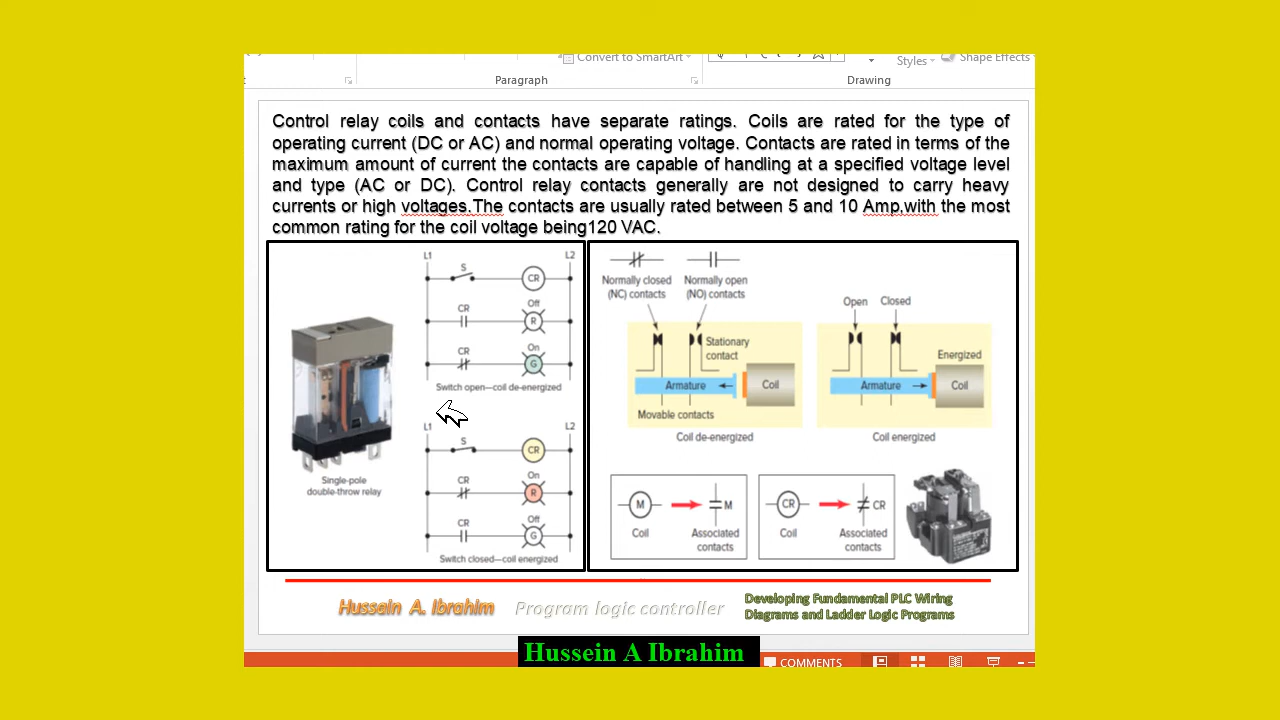 Convert to SmartArt
Styles
Shape Effects
Paragraph
Drawing
Control relay coils and contacts have separate ratings. Coils are rated for the type of
operating current (DC or AC) and normal operating voltage. Contacts are rated in terms of the
maximum amount of current the contacts are capable of handling at a specified voltage level
and type (AC or DC). Control relay contacts generally are not designed to carry heavy
currents or high voltages.The contacts are usually rated between 5 and 10 Amp,with the most
common rating for the coil voltage being120 VAC.
L1
L2
S
CR
CR
Off
R
CR
On
G
Switch open—coil de-energized
L1
L2
S
CR
CR
On
R
CR
Off
G
Switch closed—coil energized
Single-pole
double-throw relay
Normally closed
(NC) contacts
Normally open
(NO) contacts
Stationary
contact
Armature
Coil
Movable contacts
Coil de-energized
Open
Closed
Energized
Armature
Coil
Coil energized
M
M
Coil
Associated
contacts
CR
CR
Coil
Associated
contacts
Hussein A. Ibrahim
Program logic controller
Developing Fundamental PLC Wiring
Diagrams and Ladder Logic Programs
Hussein A Ibrahim
COMMENTS